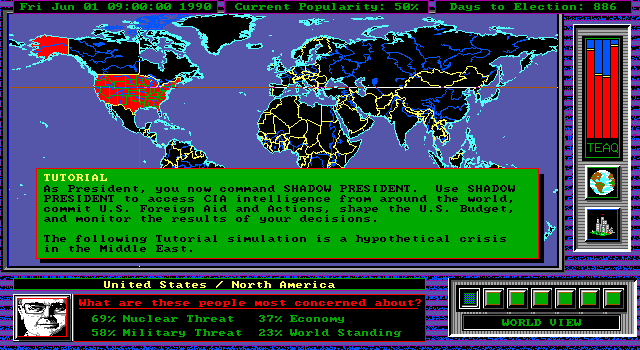 Fri Jun 01 09:00:00 1990 Current Popularity: 50% Days to Election: 886
TEAQ
TUTORIAL
As President, you now command SHADOW PRESIDENT. Use SHADOW
PRESIDENT to access CIA intelligence from around the world,
commit U.S. Foreign Aid and Actions, shape the U.S. Budget,
and monitor the results of your decisions.
The following Tutorial simulation is a hypothetical crisis
in the Middle East.
United States / North America
What are these people most concerned about?
69% Nuclear Threat 37% Economy
58% Military Threat 23% World Standing
WORLD VIEW